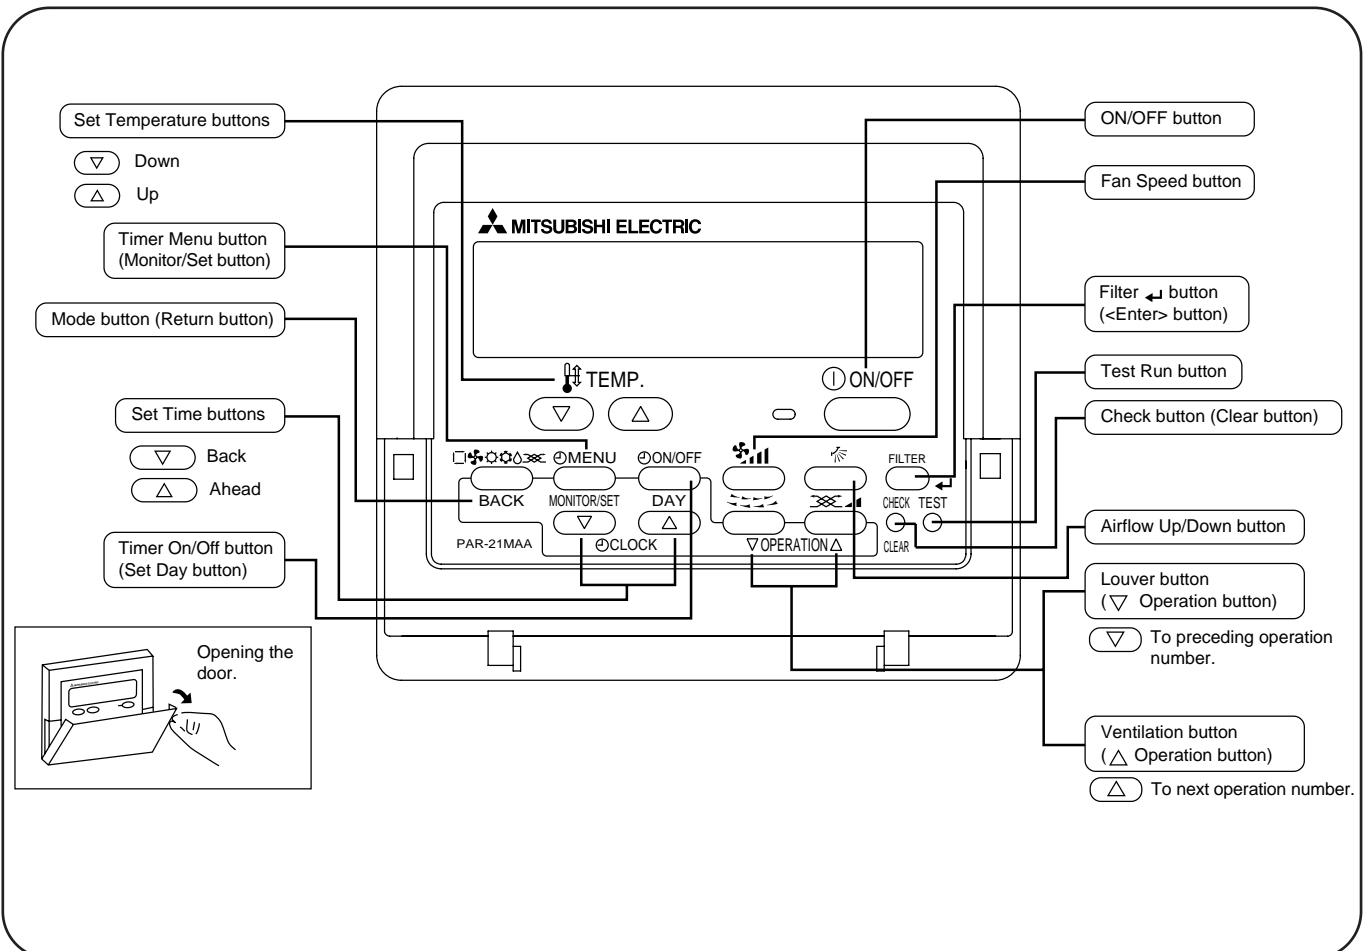 Set Temperature buttons
▽ Down
△ Up
Timer Menu button
(Monitor/Set button)
Mode button (Return button)
Set Time buttons
▽ Back
△ Ahead
Timer On/Off button
(Set Day button)
Opening the
door.
MITSUBISHI ELECTRIC
TEMP.
ON/OFF
▽ △
MENU
ON/OFF
FILTER
BACK
MONITOR/SET
DAY
CHECK TEST
▽ △
PAR-21MAA
CLOCK
▽ OPERATION △
CLEAR
ON/OFF button
Fan Speed button
Filter ↵ button
(<Enter> button)
Test Run button
Check button (Clear button)
Airflow Up/Down button
Louver button
( ▽ Operation button)
▽ To preceding operation
number.
Ventilation button
( △ Operation button)
△ To next operation number.